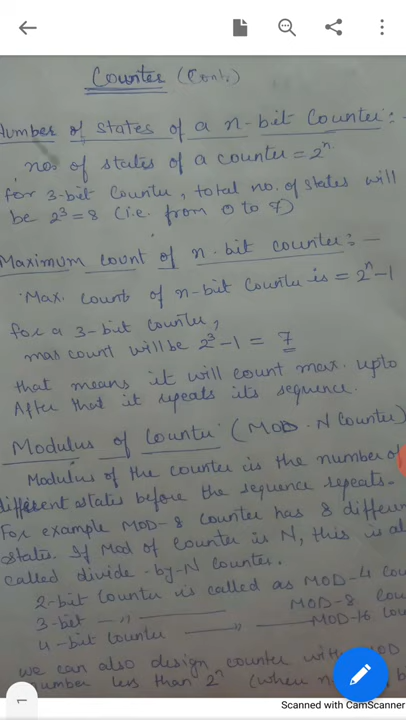 Counter (Cont.)
Number of states of a n-bit Counter:-
no. of states of a counter = 2ⁿ
for 3-bit Counter, total no. of states will
be 2³ = 8 (i.e. from 0 to 7)
Maximum count of n-bit counter:-
Max. count of n-bit Counter is = 2ⁿ-1
for a 3-bit Counter,
max count will be 2³-1 = 7
that means it will count max. upto
After that it repeats its sequence.
Modulus of Counter (MOD-N Counter)
Modulus of the counter is the number of
different states before the sequence repeats.
For example MOD-8 counter has 8 differen
states. If Mod of Counter is N, this is al
called divide-by-N counter.
2-bit Counter is called as MOD-4 Cou
3-bit —〃— MOD-8 Cou
4-bit Counter —〃— MOD-16 Cou
we can also design counter with MOD
number less than 2ⁿ (when n
1
Scanned with CamScanner